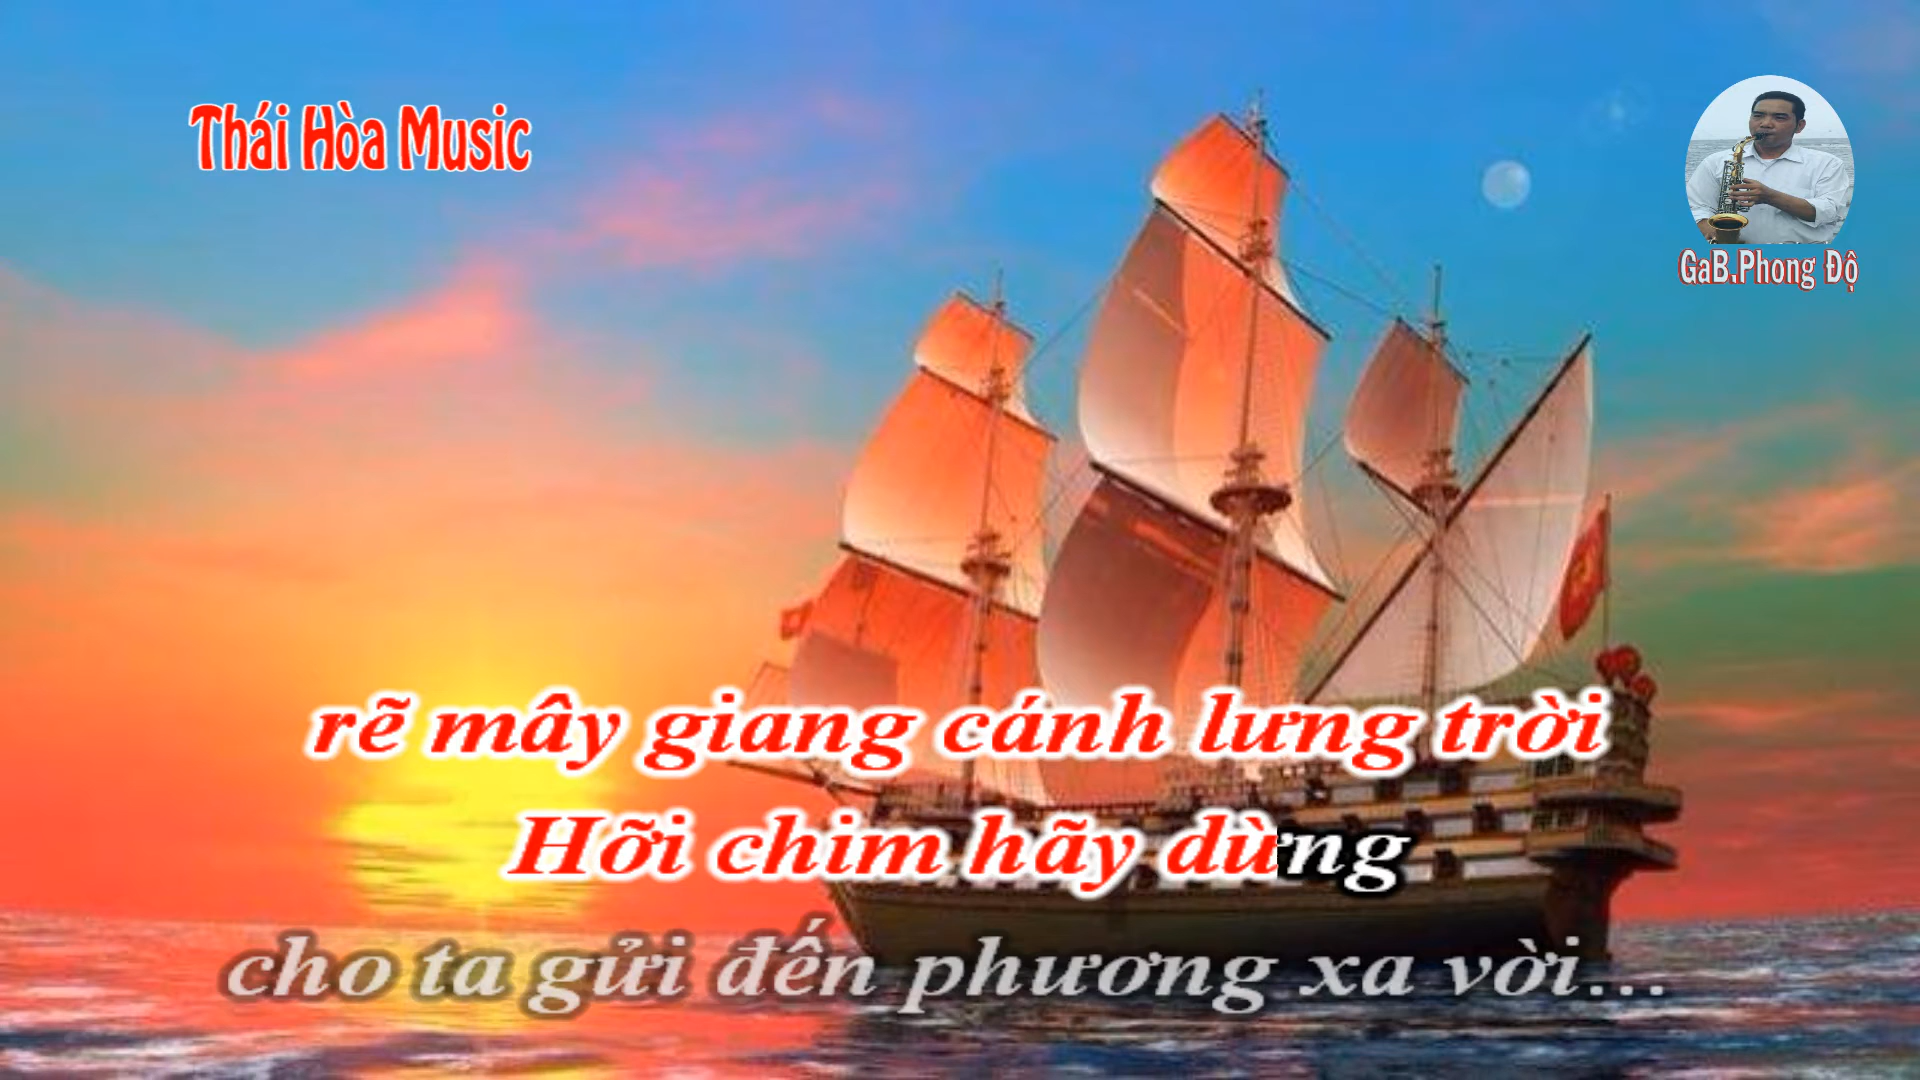 Thái Hòa Music
GaB.Phong Độ
rẽ mây giang cánh lưng trời
Hỡi chim hãy dừng
cho ta gửi đến phương xa vời...